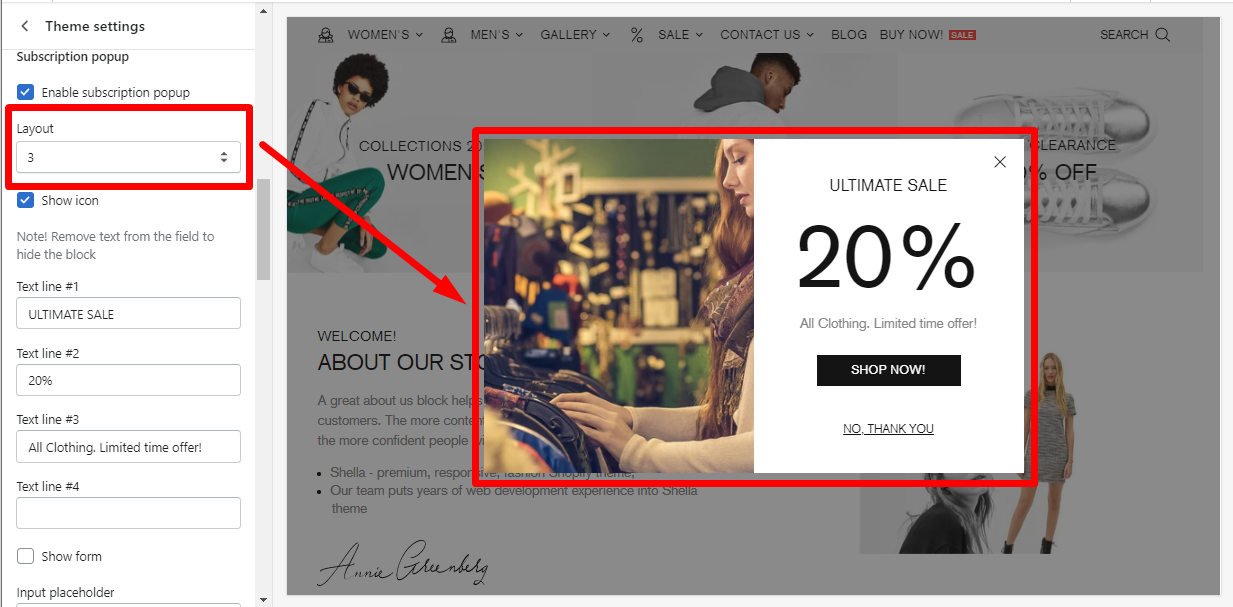 Theme settings
Subscription popup
Enable subscription popup
Layout
3
Show icon
Note! Remove text from the field to
hide the block
Text line #1
ULTIMATE SALE
Text line #2
20%
Text line #3
All Clothing. Limited time offer!
Text line #4
Show form
Input placeholder
WOMEN'S MEN'S GALLERY % SALE CONTACT US BLOG BUY NOW! SALE SEARCH
COLLECTIONS 20
WOMEN'S
CLEARANCE
% OFF
ULTIMATE SALE
20%
All Clothing. Limited time offer!
SHOP NOW!
NO, THANK YOU
WELCOME!
ABOUT OUR STO
A great about us block helps
customers. The more content
the more confident people wi
Shella - premium, responsive, fashion Shopify theme,
Our team puts years of web development experience into Shella
theme
Annie Greenberg